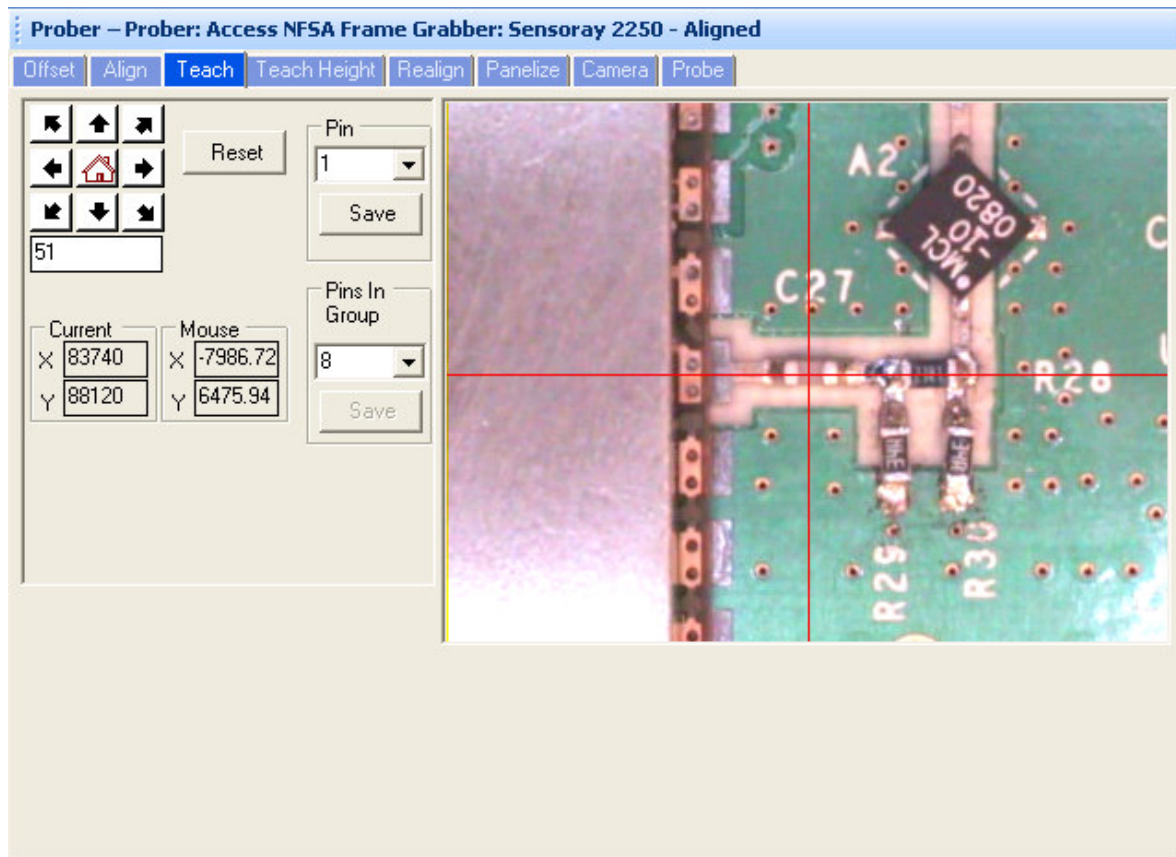 Prober – Prober: Access NFSA Frame Grabber: Sensoray 2250 - Aligned
Offset Align Teach Teach Height Realign Panelize Camera Probe
Reset
51
Pin
1
Save
Pins In
Group
8
Save
Current
X 83740
Y 88120
Mouse
X -7986.72
Y 6475.94
A2
MCL
-10
0820
C27
R28
348
348
R29
R30
C